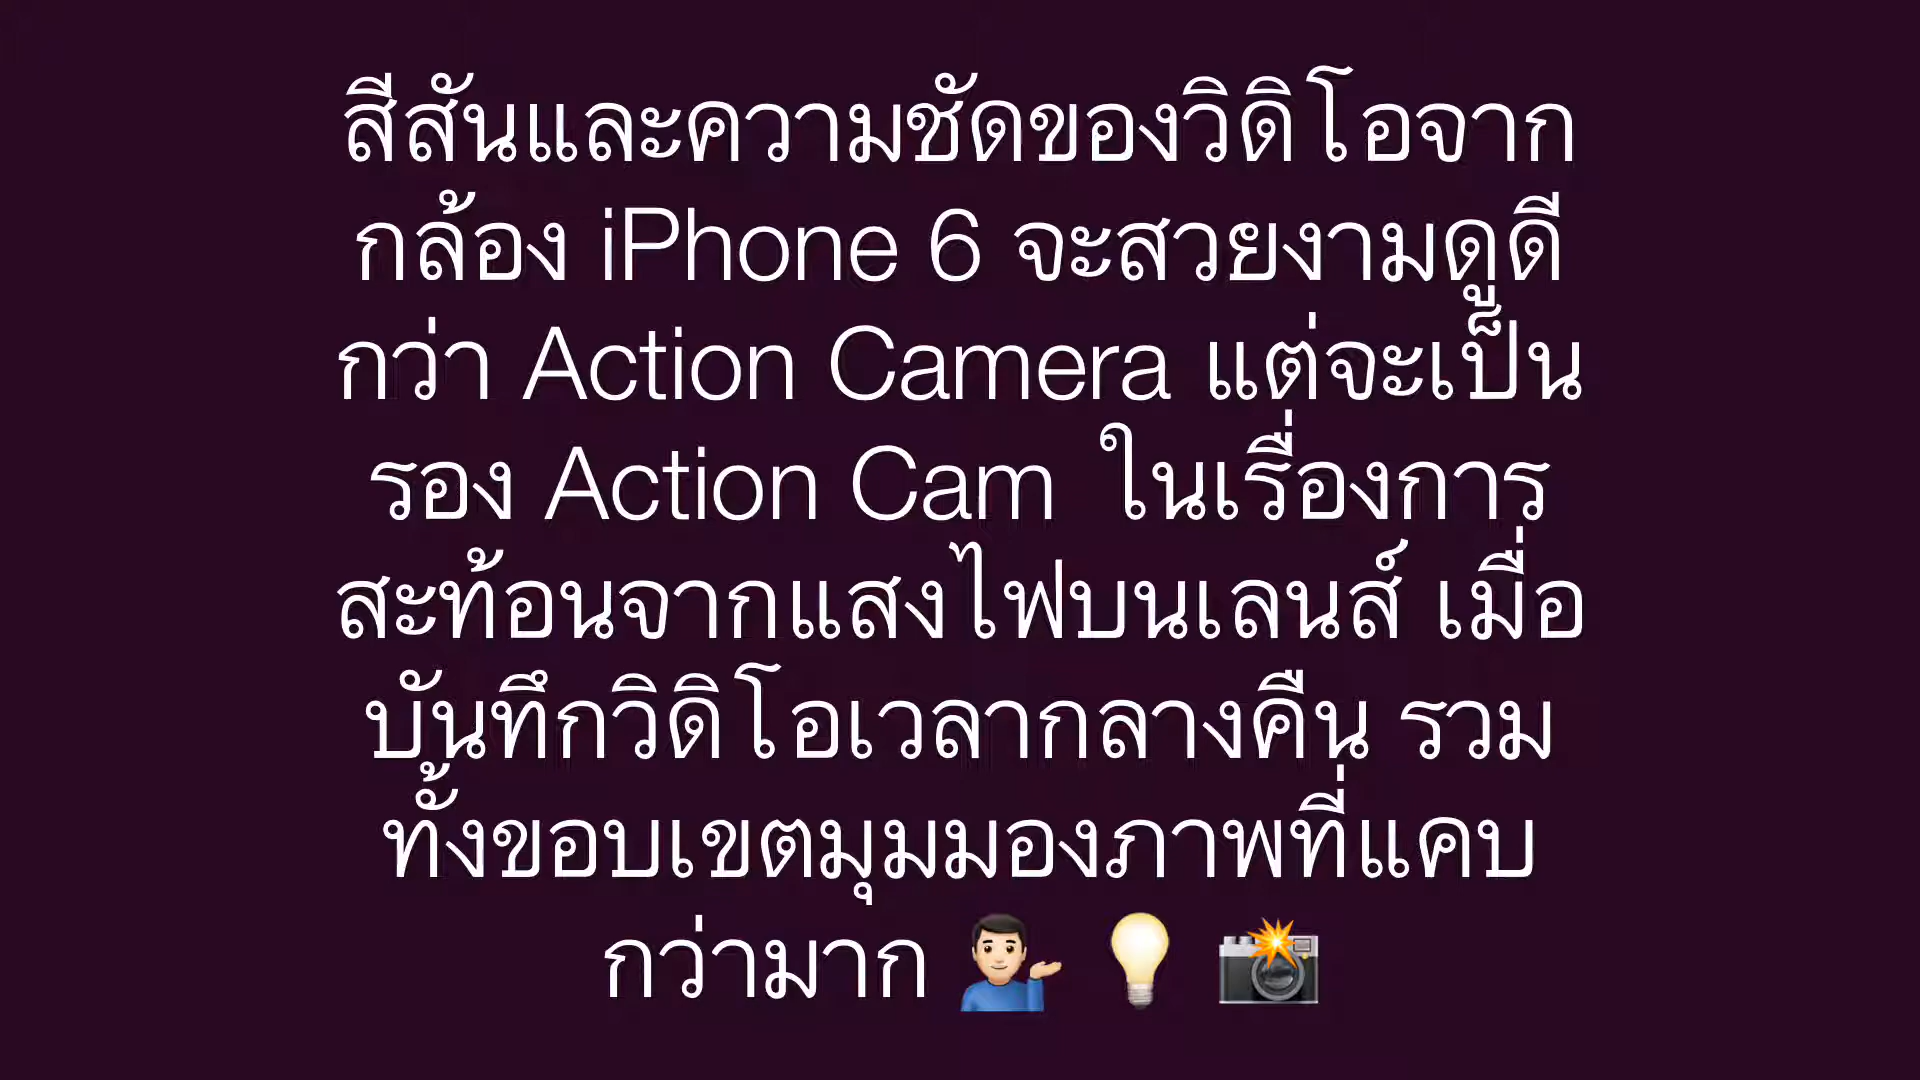 สีสันและความชัดของวิดิโอจาก
กล้อง iPhone 6 จะสวยงามดูดี
กว่า Action Camera แต่จะเป็น
รอง Action Cam ในเรื่องการ
สะท้อนจากแสงไฟบนเลนส์ เมื่อ
บันทึกวิดิโอเวลากลางคืน รวม
ทั้งขอบเขตมุมมองภาพที่แคบ
กว่ามาก 💁🏻‍♂️ 💡 📸